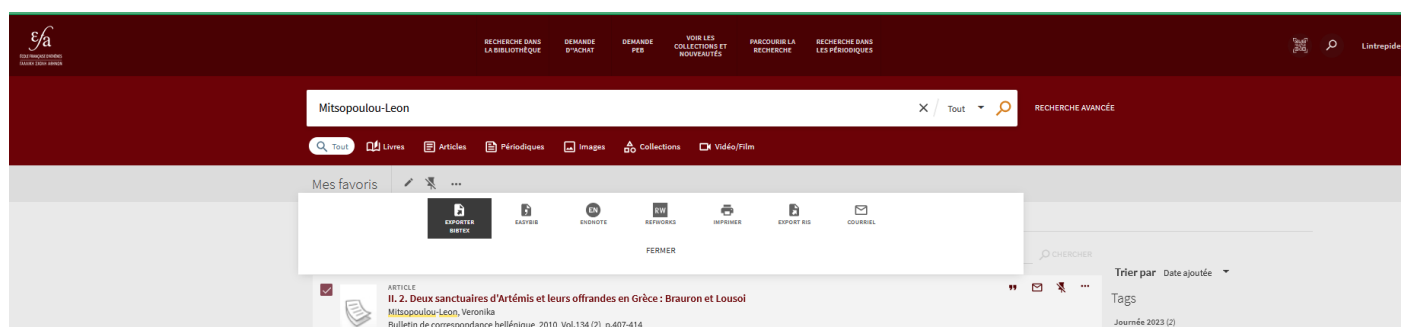 εfa
ÉCOLE FRANÇAISE D'ATHÈNES
RECHERCHE DANS LA BIBLIOTHÈQUE
DEMANDE D''ACHAT
DEMANDE PEB
VOIR LES COLLECTIONS ET NOUVEAUTÉS
PARCOURIR LA RECHERCHE
RECHERCHE DANS LES PÉRIODIQUES
Lintrepide
Mitsopoulou-Leon
Tout
RECHERCHE AVANCÉE
Tout
Livres
Articles
Périodiques
Images
Collections
Vidéo/Film
Mes favoris
EXPORTER BIBTEX
EASYBIB
EN
ENDNOTE
RW
REFWORKS
IMPRIMER
EXPORT RIS
COURRIEL
FERMER
CHERCHER
Trier par Date ajoutée
Tags
Journée 2023 (2)
ARTICLE
II. 2. Deux sanctuaires d'Artémis et leurs offrandes en Grèce : Brauron et Lousoi
Mitsopoulou-Leon, Veronika
Bulletin de correspondance hellénique, 2010, Vol.134 (2), p.407-414